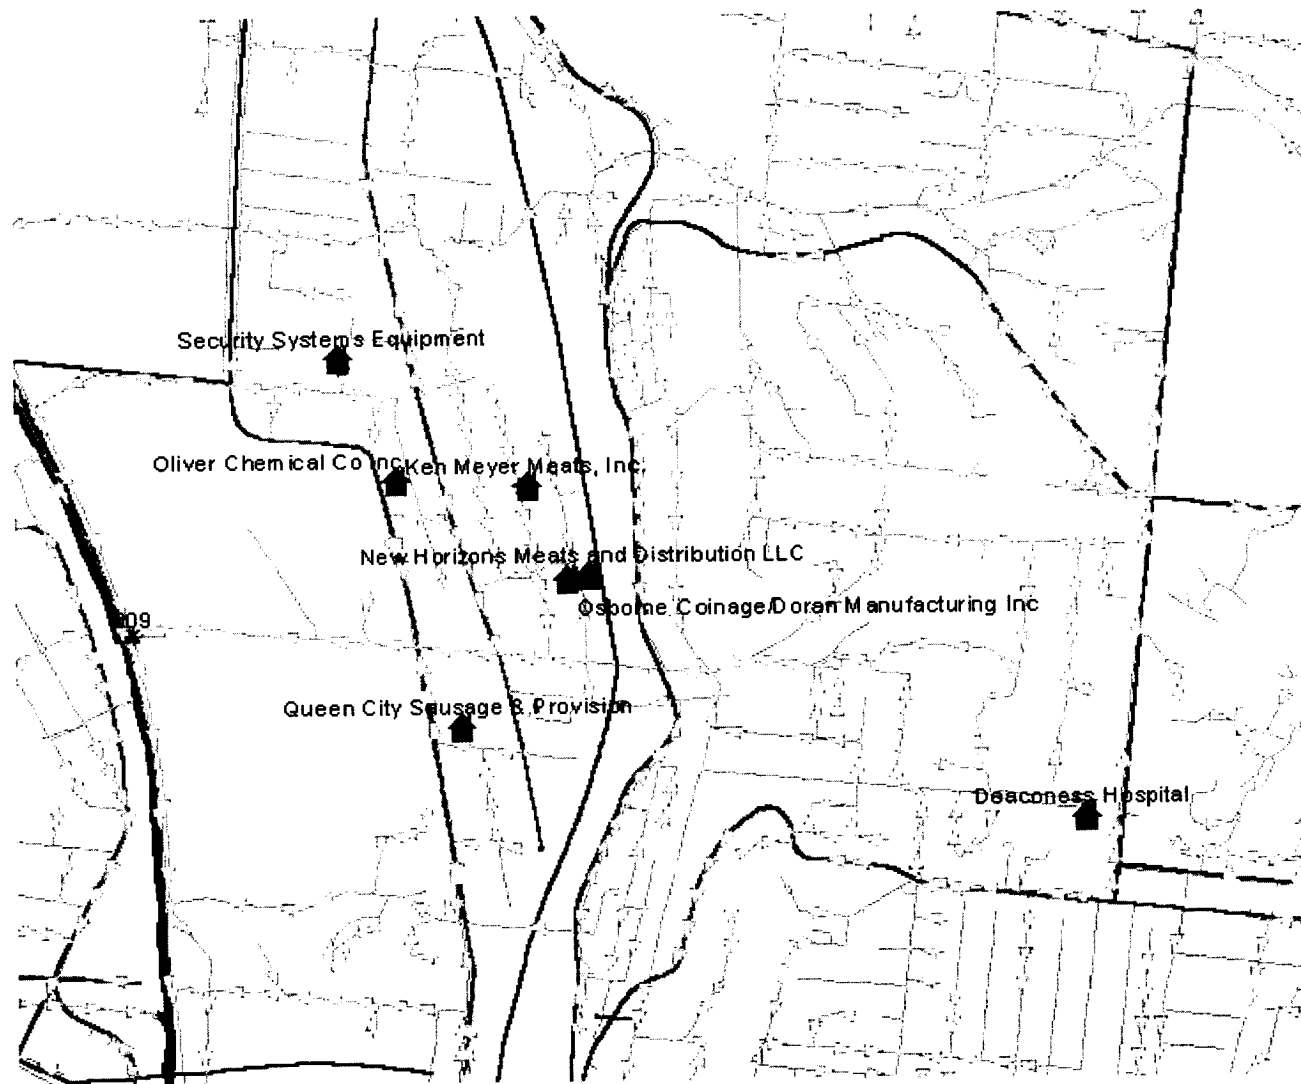 Security Systems Equipment
Oliver Chemical Co Inc
Ken Meyer Meats, Inc.
New Horizons Meats and Distribution LLC
Osborne Coinage/Doran Manufacturing Inc
Queen City Sausage & Provision
Deaconess Hospital